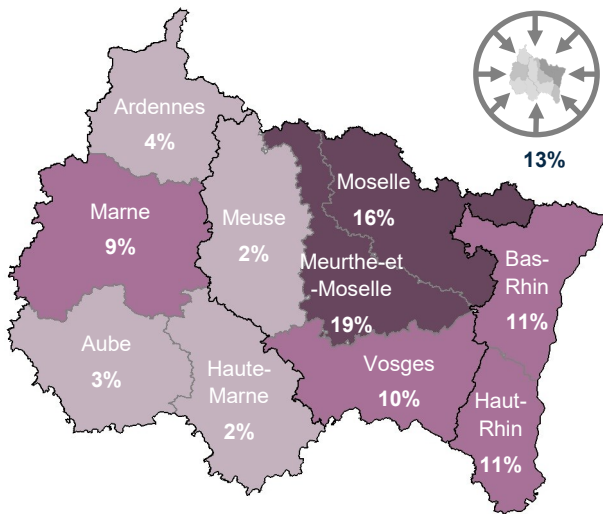 Ardennes
4%
13%
Marne
9%
Meuse
2%
Moselle
16%
Meurthe-et
-Moselle
19%
Bas-
Rhin
11%
Aube
3%
Haute-
Marne
2%
Vosges
10%
Haut-
Rhin
11%